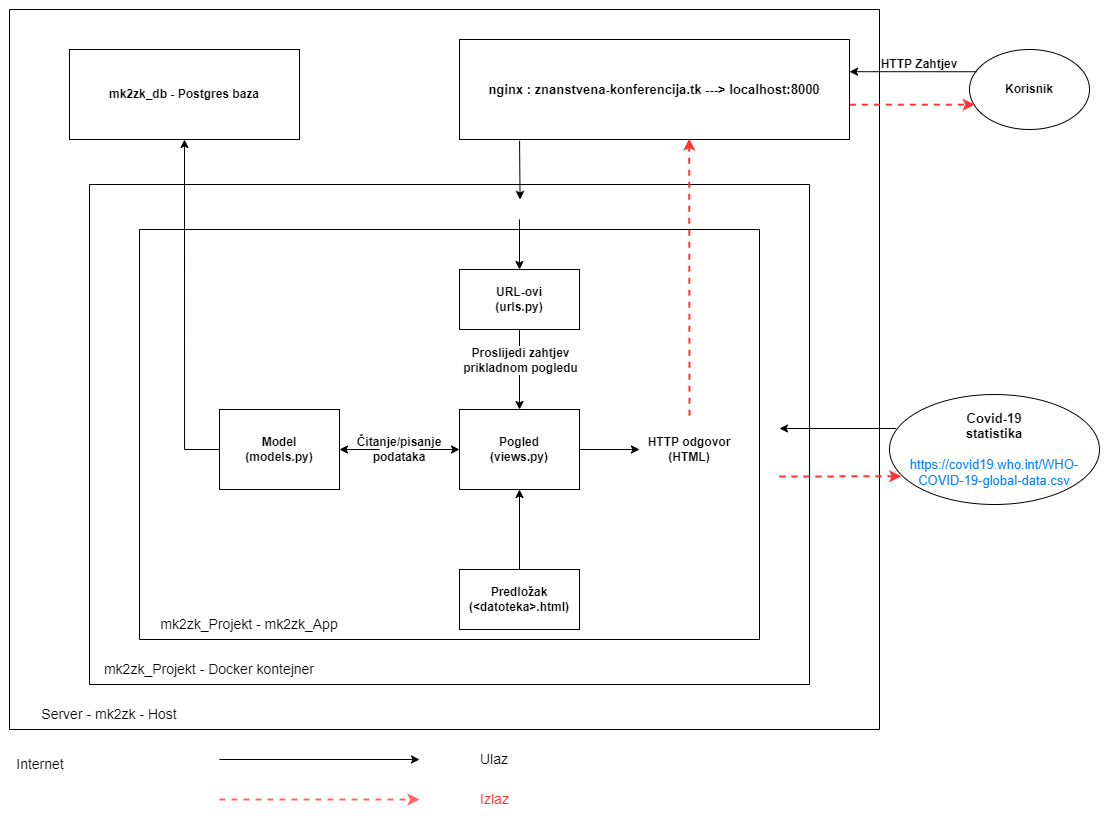 mk2zk_db - Postgres baza
nginx : znanstvena-konferencija.tk ---> localhost:8000
HTTP Zahtjev
Korisnik
URL-ovi
(urls.py)
Proslijedi zahtjev
prikladnom pogledu
Model
(models.py)
Čitanje/pisanje
podataka
Pogled
(views.py)
HTTP odgovor
(HTML)
Covid-19
statistika
https://covid19.who.int/WHO-
COVID-19-global-data.csv
Predložak
(<datoteka>.html)
mk2zk_Projekt - mk2zk_App
mk2zk_Projekt - Docker kontejner
Server - mk2zk - Host
Internet
Ulaz
Izlaz